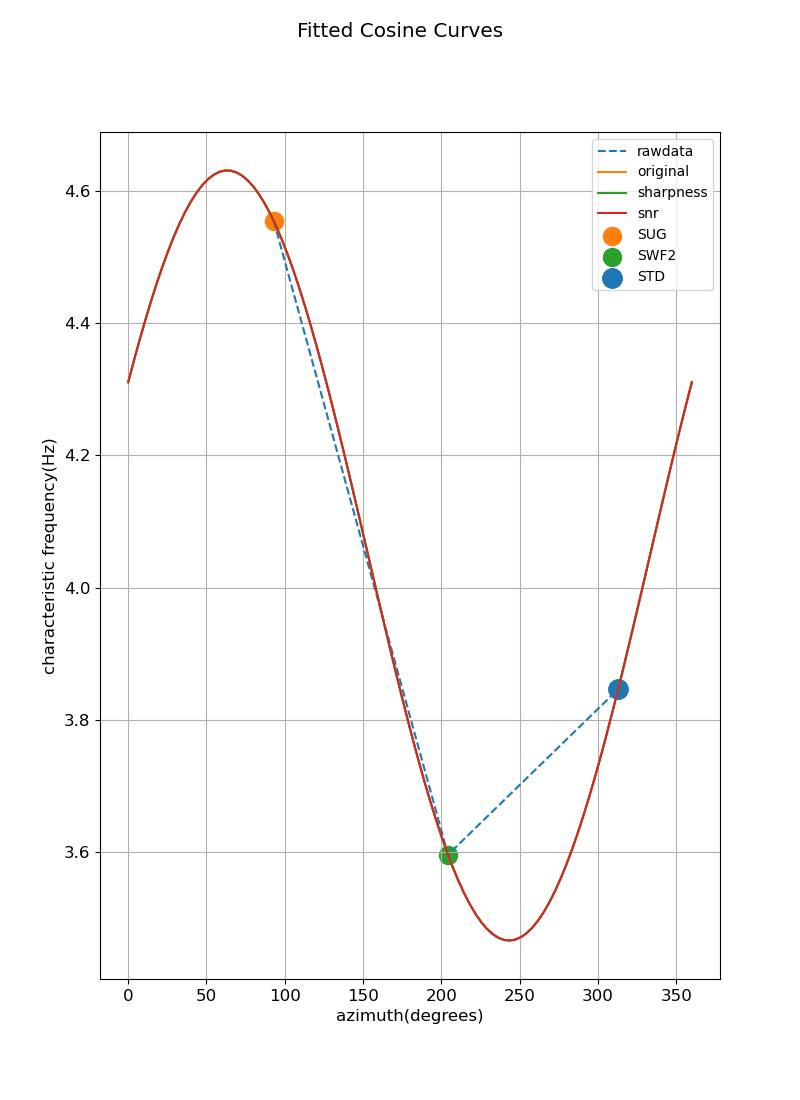 Fitted Cosine Curves
rawdata
original
sharpness
snr
SUG
SWF2
STD
4.6
4.4
4.2
4.0
3.8
3.6
characteristic frequency(Hz)
0 50 100 150 200 250 300 350
azimuth(degrees)